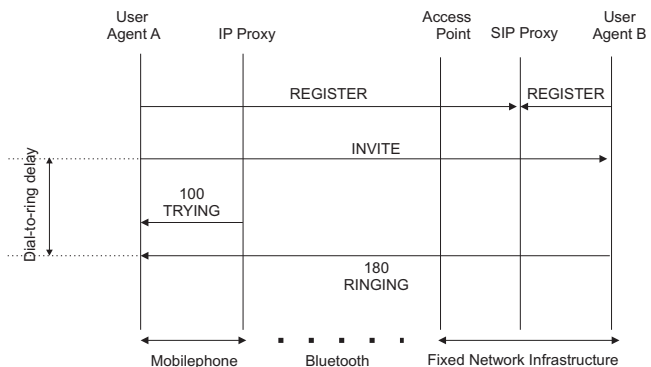 User
Agent A
IP Proxy
Access
Point
SIP Proxy
User
Agent B
REGISTER
REGISTER
INVITE
Dial-to-ring delay
100
TRYING
180
RINGING
Mobilephone
Bluetooth
Fixed Network Infrastructure